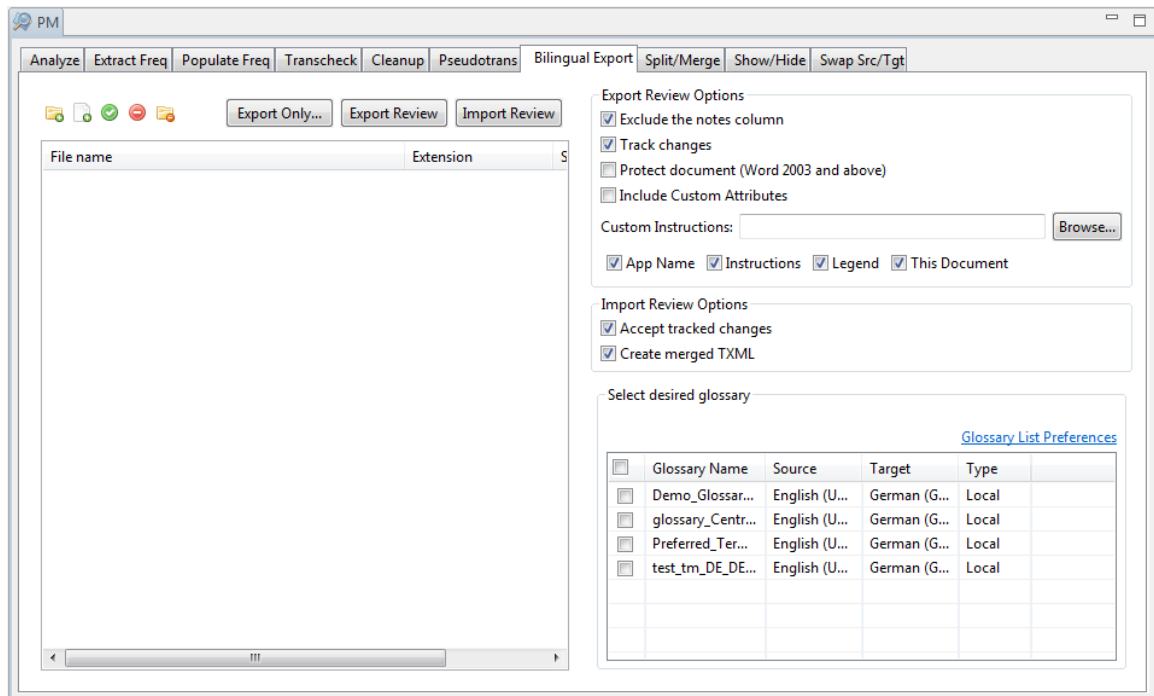 PM
Analyze Extract Freq Populate Freq Transcheck Cleanup Pseudotrans Bilingual Export Split/Merge Show/Hide Swap Src/Tgt
Export Only... Export Review Import Review
File name Extension S
Export Review Options
Exclude the notes column
Track changes
Protect document (Word 2003 and above)
Include Custom Attributes
Custom Instructions: Browse...
App Name Instructions Legend This Document
Import Review Options
Accept tracked changes
Create merged TXML
Select desired glossary
Glossary List Preferences
Glossary Name Source Target Type
Demo_Glossar... English (U... German (G... Local
glossary_Centr... English (U... German (G... Local
Preferred_Ter... English (U... German (G... Local
test_tm_DE_DE... English (U... German (G... Local